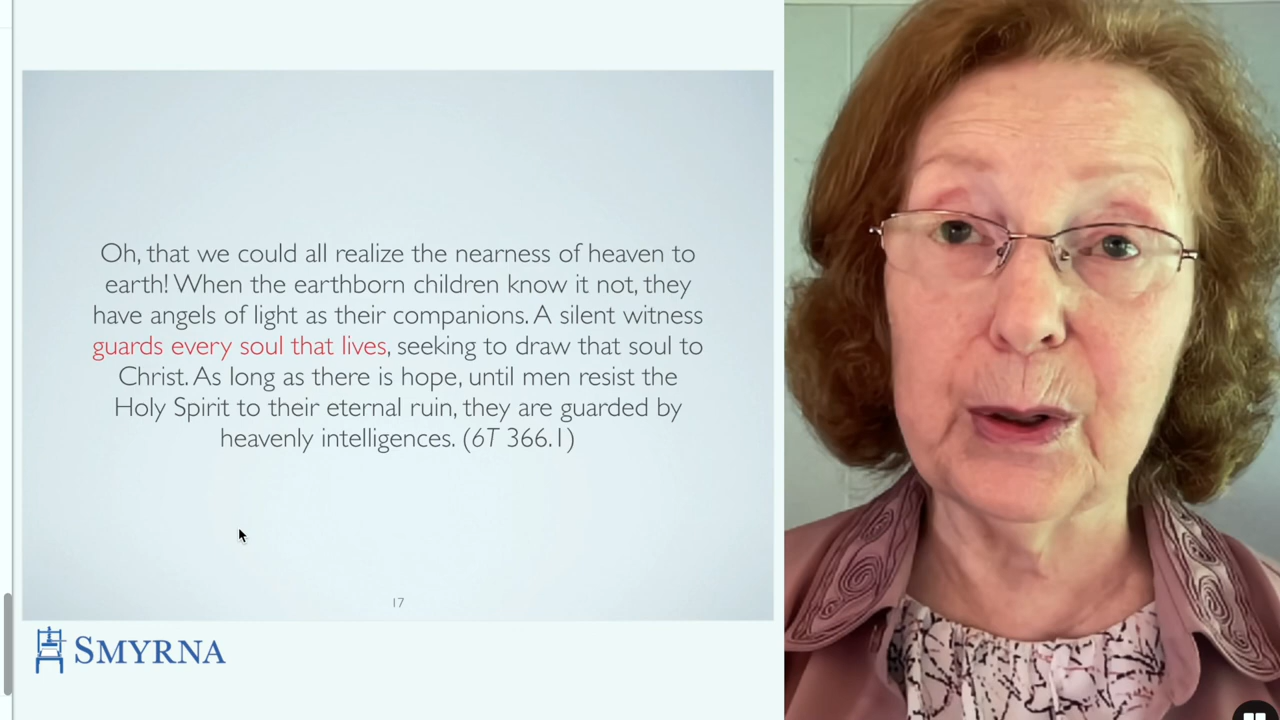 Oh, that we could all realize the nearness of heaven to
earth! When the earthborn children know it not, they
have angels of light as their companions. A silent witness
guards every soul that lives, seeking to draw that soul to
Christ. As long as there is hope, until men resist the
Holy Spirit to their eternal ruin, they are guarded by
heavenly intelligences. (6T 366.1)
17
SMYRNA